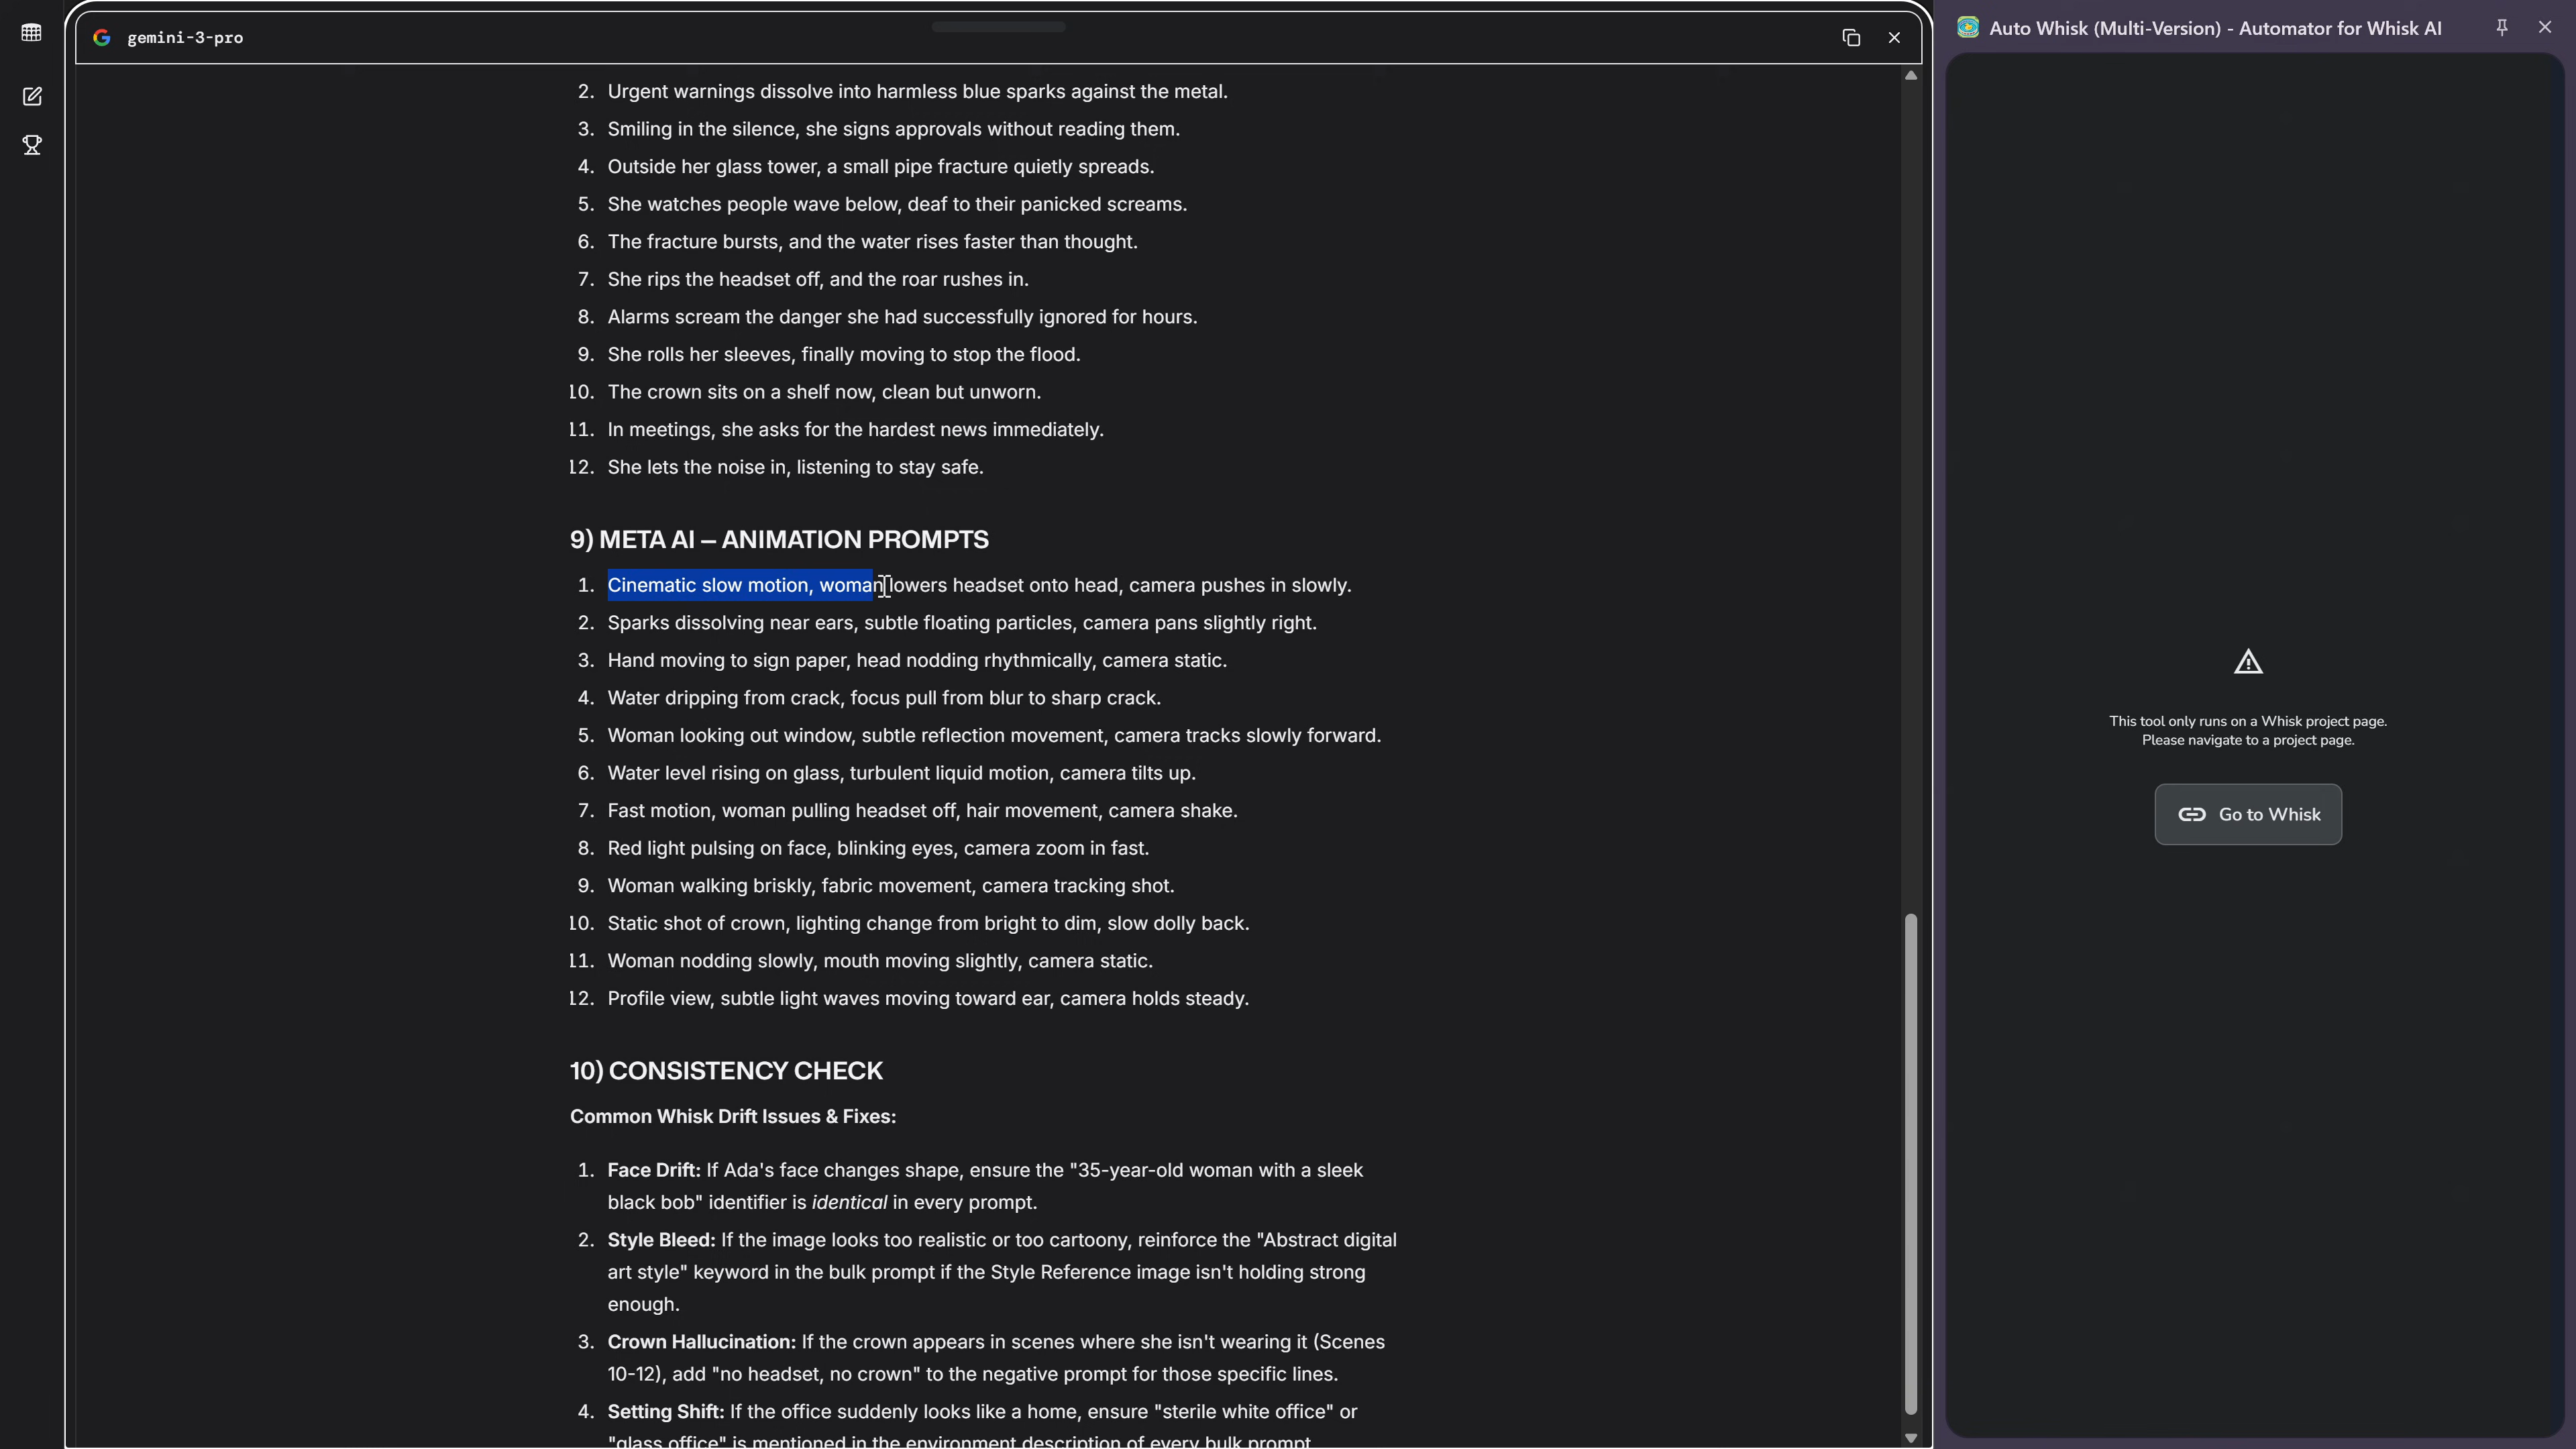 gemini-3-pro
Auto Whisk (Multi-Version) - Automator for Whisk AI
2. Urgent warnings dissolve into harmless blue sparks against the metal.
3. Smiling in the silence, she signs approvals without reading them.
4. Outside her glass tower, a small pipe fracture quietly spreads.
5. She watches people wave below, deaf to their panicked screams.
6. The fracture bursts, and the water rises faster than thought.
7. She rips the headset off, and the roar rushes in.
8. Alarms scream the danger she had successfully ignored for hours.
9. She rolls her sleeves, finally moving to stop the flood.
10. The crown sits on a shelf now, clean but unworn.
11. In meetings, she asks for the hardest news immediately.
12. She lets the noise in, listening to stay safe.
9) META AI – ANIMATION PROMPTS
1. Cinematic slow motion, woman lowers headset onto head, camera pushes in slowly.
2. Sparks dissolving near ears, subtle floating particles, camera pans slightly right.
3. Hand moving to sign paper, head nodding rhythmically, camera static.
4. Water dripping from crack, focus pull from blur to sharp crack.
5. Woman looking out window, subtle reflection movement, camera tracks slowly forward.
6. Water level rising on glass, turbulent liquid motion, camera tilts up.
7. Fast motion, woman pulling headset off, hair movement, camera shake.
8. Red light pulsing on face, blinking eyes, camera zoom in fast.
9. Woman walking briskly, fabric movement, camera tracking shot.
10. Static shot of crown, lighting change from bright to dim, slow dolly back.
11. Woman nodding slowly, mouth moving slightly, camera static.
12. Profile view, subtle light waves moving toward ear, camera holds steady.
10) CONSISTENCY CHECK
Common Whisk Drift Issues & Fixes:
1. Face Drift: If Ada's face changes shape, ensure the "35-year-old woman with a sleek
black bob" identifier is identical in every prompt.
2. Style Bleed: If the image looks too realistic or too cartoony, reinforce the "Abstract digital
art style" keyword in the bulk prompt if the Style Reference image isn't holding strong
enough.
3. Crown Hallucination: If the crown appears in scenes where she isn't wearing it (Scenes
10-12), add "no headset, no crown" to the negative prompt for those specific lines.
4. Setting Shift: If the office suddenly looks like a home, ensure "sterile white office" or
"glass office" is mentioned in the environment description of every bulk prompt
This tool only runs on a Whisk project page.
Please navigate to a project page.
Go to Whisk